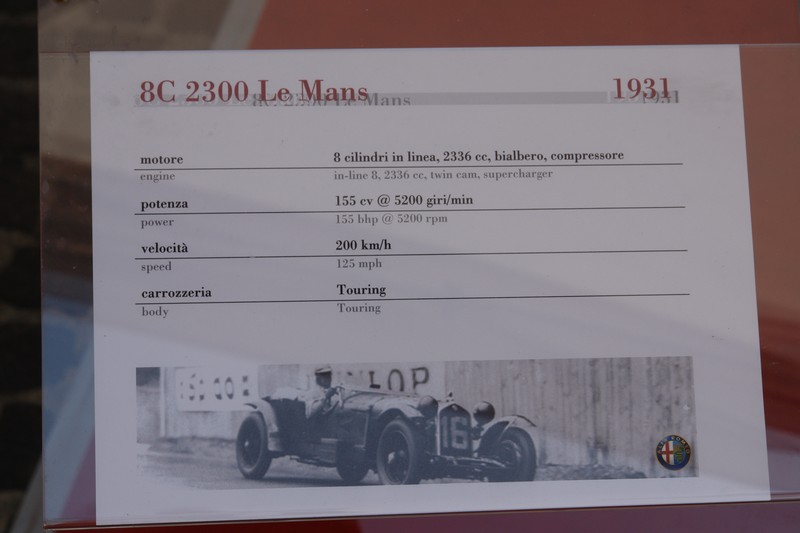 8C 2300 Le Mans 1931
motore 8 cilindri in linea, 2336 cc, bialbero, compressore
engine in-line 8, 2336 cc, twin cam, supercharger
potenza 155 cv @ 5200 giri/min
power 155 bhp @ 5200 rpm
velocità 200 km/h
speed 125 mph
carrozzeria Touring
body Touring
16